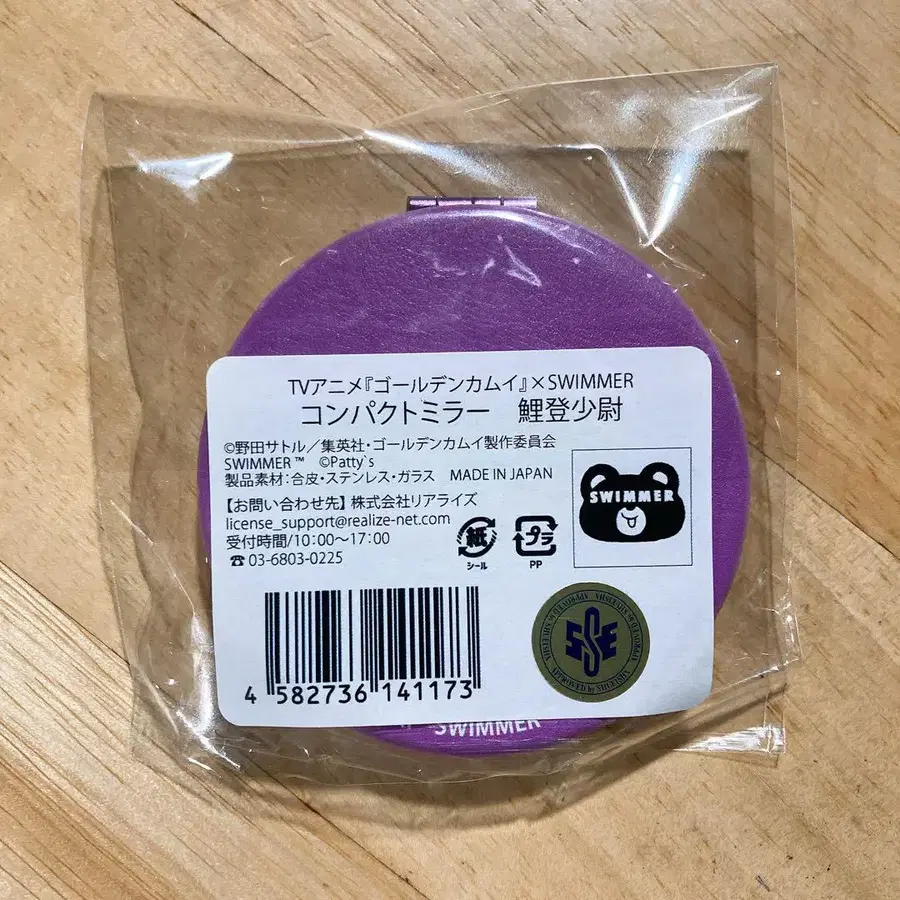 TVアニメ『ゴールデンカムイ』×SWIMMER
コンパクトミラー　鯉登少尉
©野田サトル／集英社・ゴールデンカムイ製作委員会
SWIMMER™ ©Patty`s
製品素材:合皮・ステンレス・ガラス MADE IN JAPAN
【お問い合わせ先】株式会社リアライズ
license_support@realize-net.com
受付時間/10:00〜17:00
☎03-6803-0225
紙
シール
プラ
PP
SWIMMER
4 582736 141173
SSE
APPROVED by SHUEISHA
SWIMMER